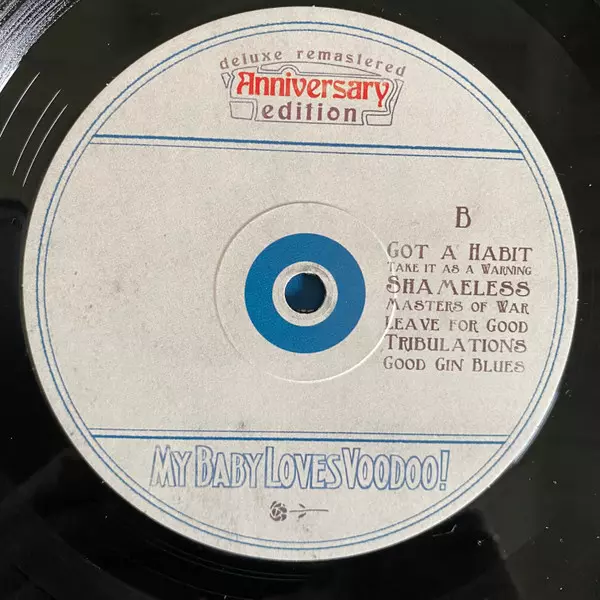 deluxe remastered
Anniversary
edition
B
GOT A HABIT
TAKE IT AS A WARNING
SHAMELESS
MASTERS OF WAR
LEAVE FOR GOOD
TRIBULATIONS
GOOD GIN BLUES
MY BABY LOVES VOODOO!